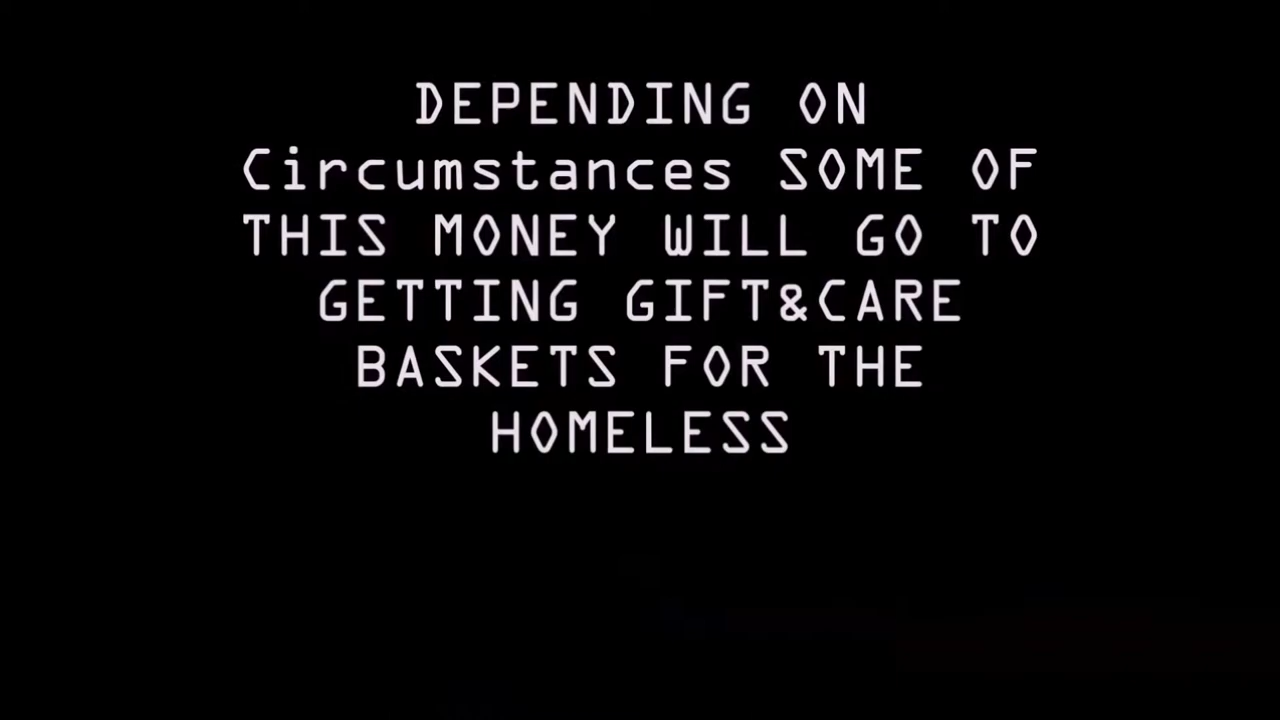 DEPENDING ON
Circumstances SOME OF
THIS MONEY WILL GO TO
GETTING GIFT&CARE
BASKETS FOR THE
HOMELESS